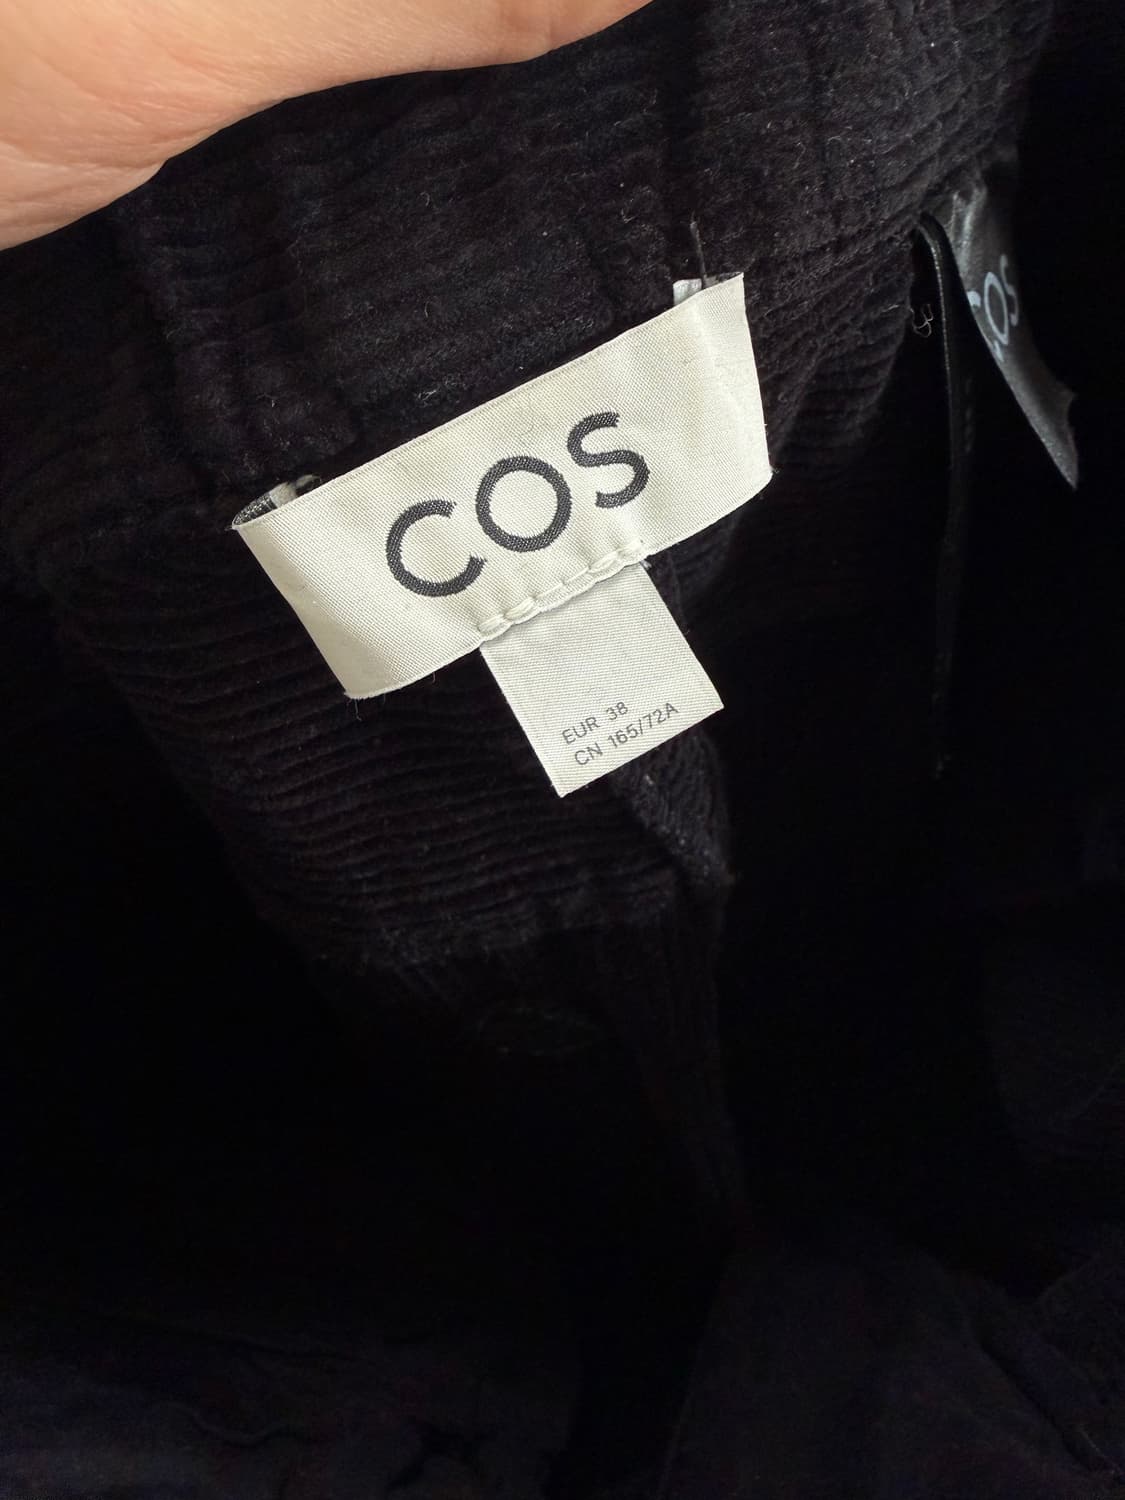 COS
EUR 38
CN 165/72A
COS